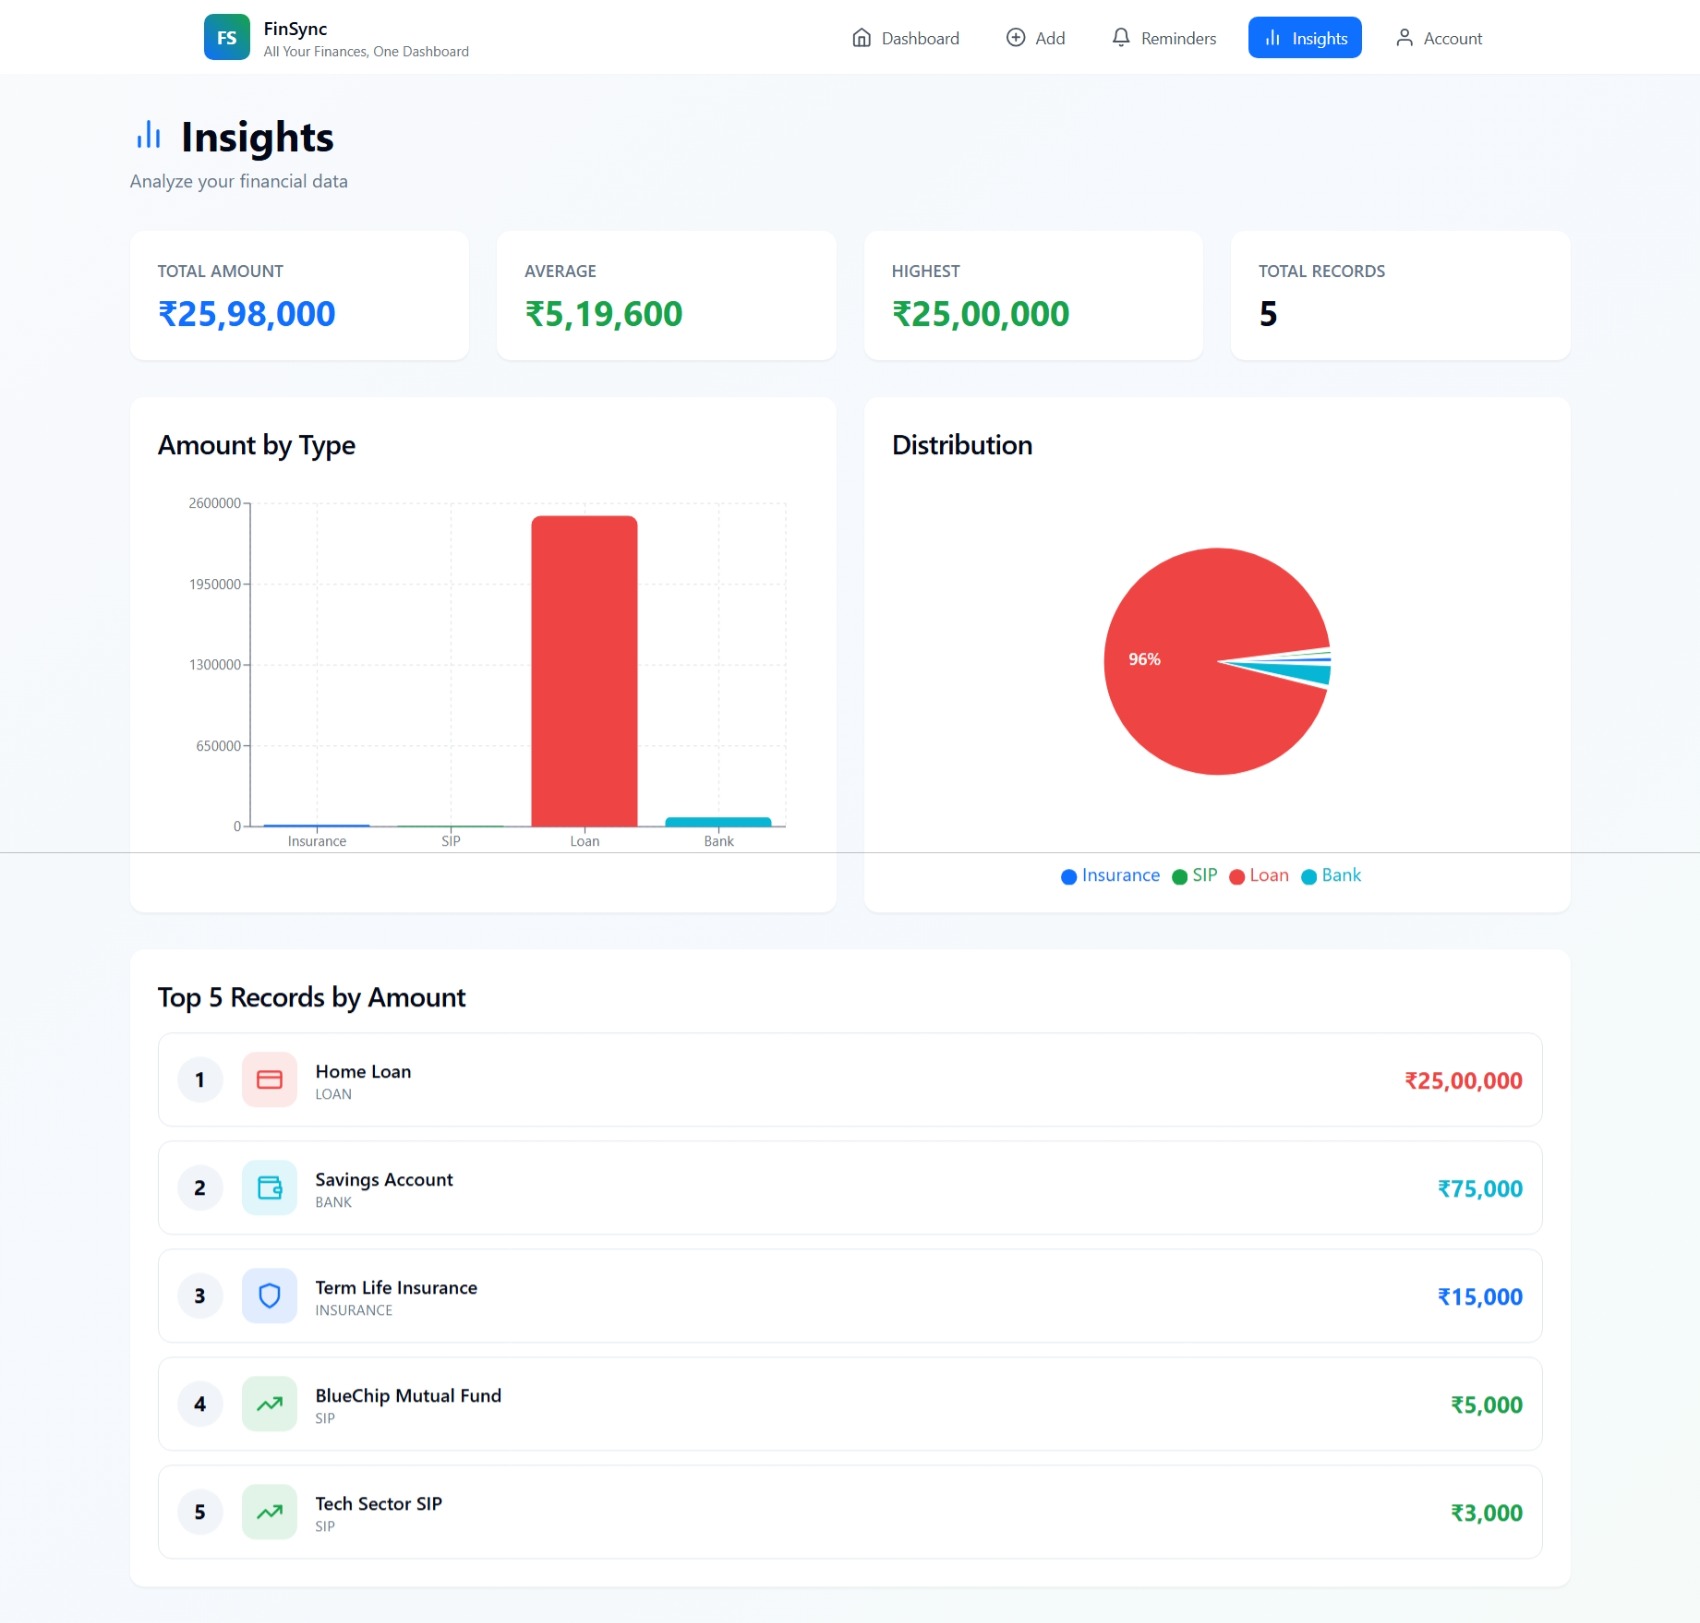 FS
FinSync
All Your Finances, One Dashboard
Dashboard
Add
Reminders
Insights
Account
Insights
Analyze your financial data
TOTAL AMOUNT
₹25,98,000
AVERAGE
₹5,19,600
HIGHEST
₹25,00,000
TOTAL RECORDS
5
Amount by Type
2600000
1950000
1300000
650000
0
Insurance
SIP
Loan
Bank
Distribution
96%
Insurance
SIP
Loan
Bank
Top 5 Records by Amount
1
Home Loan
LOAN
₹25,00,000
2
Savings Account
BANK
₹75,000
3
Term Life Insurance
INSURANCE
₹15,000
4
BlueChip Mutual Fund
SIP
₹5,000
5
Tech Sector SIP
SIP
₹3,000